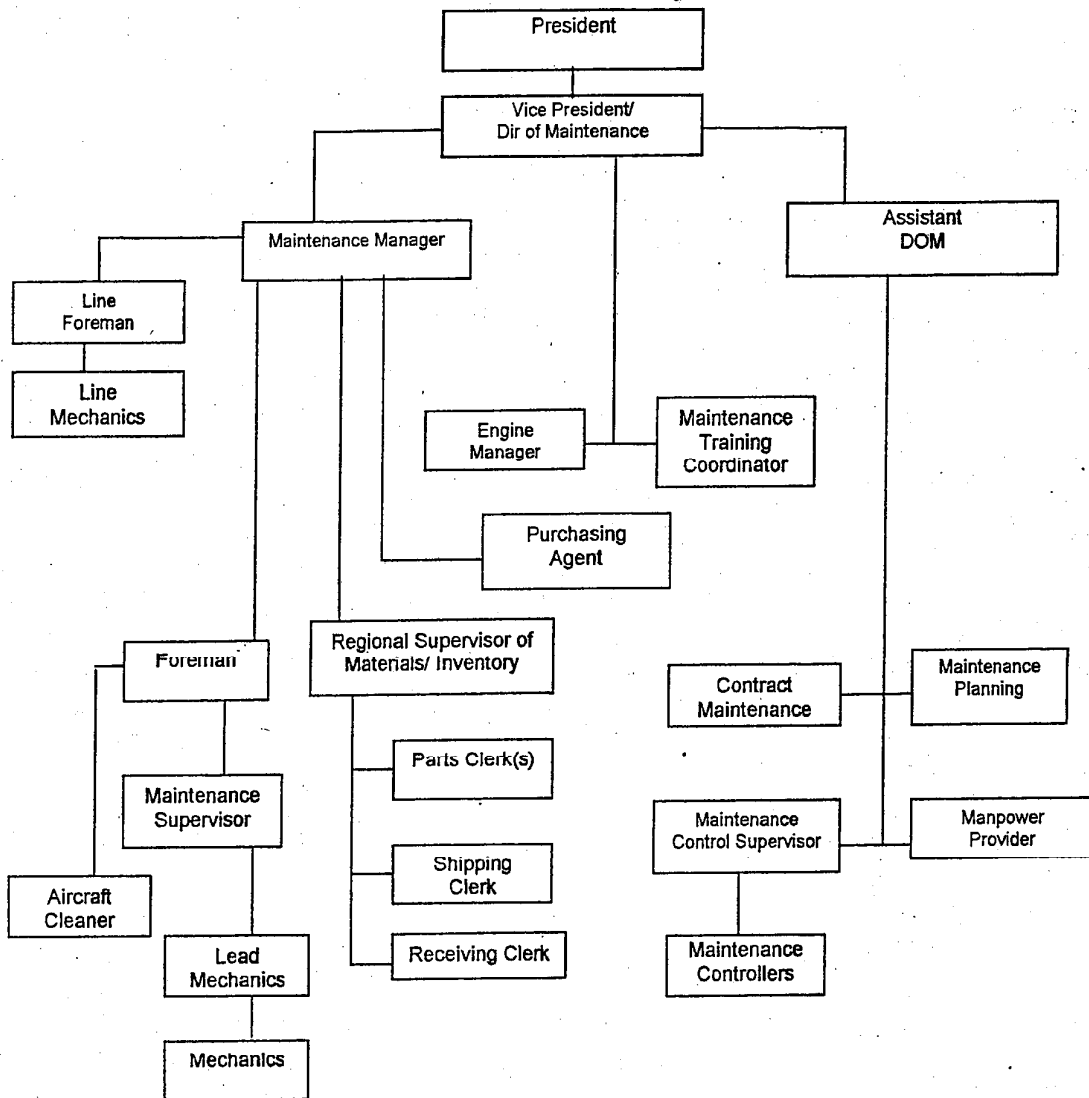 President
Vice President/
Dir of Maintenance
Maintenance Manager
Assistant
DOM
Line
Foreman
Line
Mechanics
Engine
Manager
Maintenance
Training
Coordinator
Purchasing
Agent
Foreman
Regional Supervisor of
Materials/ Inventory
Contract
Maintenance
Maintenance
Planning
Parts Clerk(s)
Maintenance
Supervisor
Maintenance
Control Supervisor
Manpower
Provider
Shipping
Clerk
Aircraft
Cleaner
Lead
Mechanics
Receiving Clerk
Maintenance
Controllers
Mechanics